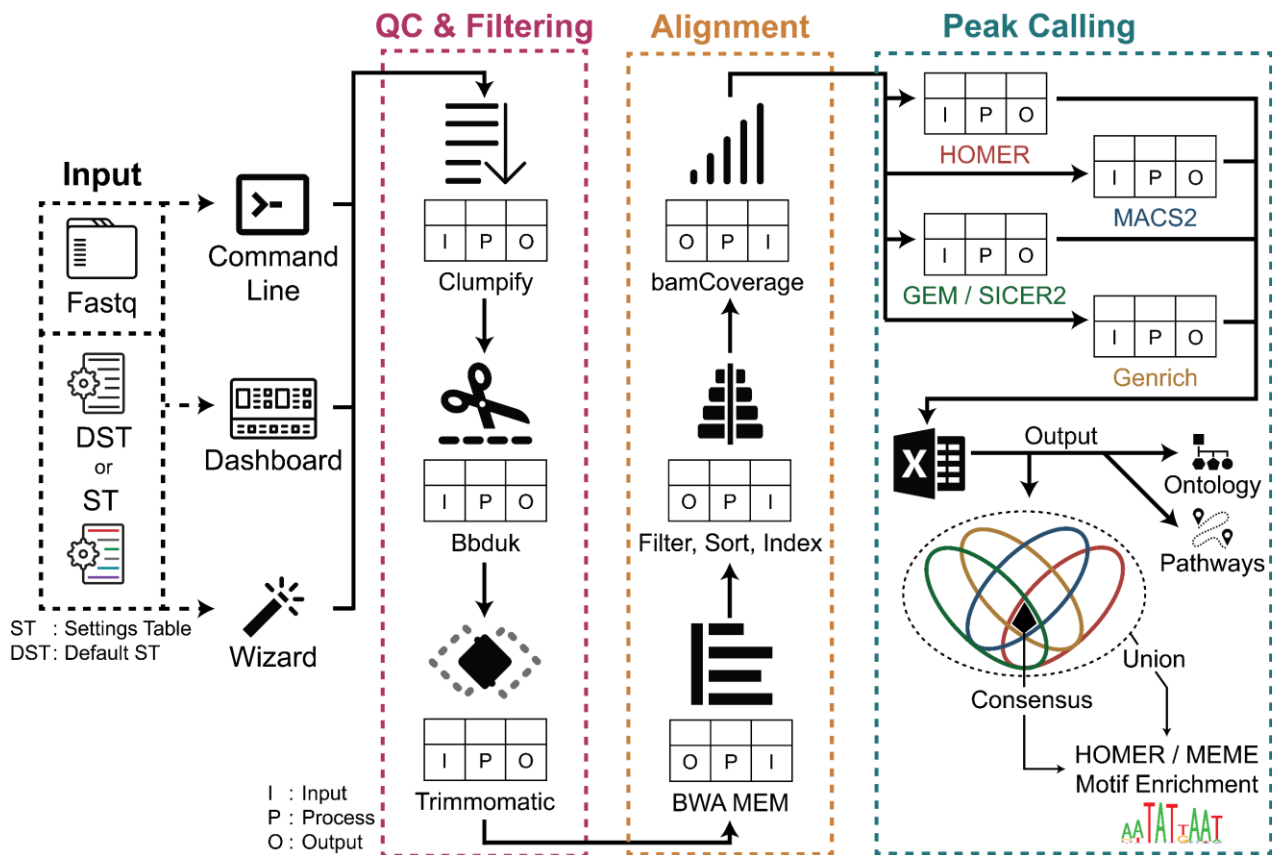 QC & Filtering
Alignment
Peak Calling
Input
Fastq
DST
or
ST
ST : Settings Table
DST : Default ST
Command
Line
Dashboard
Wizard
I P O
Clumpify
I P O
Bbduk
I P O
Trimmomatic
I : Input
P : Process
O : Output
O P I
bamCoverage
O P I
Filter, Sort, Index
O P I
BWA MEM
I P O
HOMER
I P O
MACS2
I P O
GEM / SICER2
I P O
Genrich
X
Output
Ontology
Pathways
Union
Consensus
HOMER / MEME
Motif Enrichment
AATATTAAT